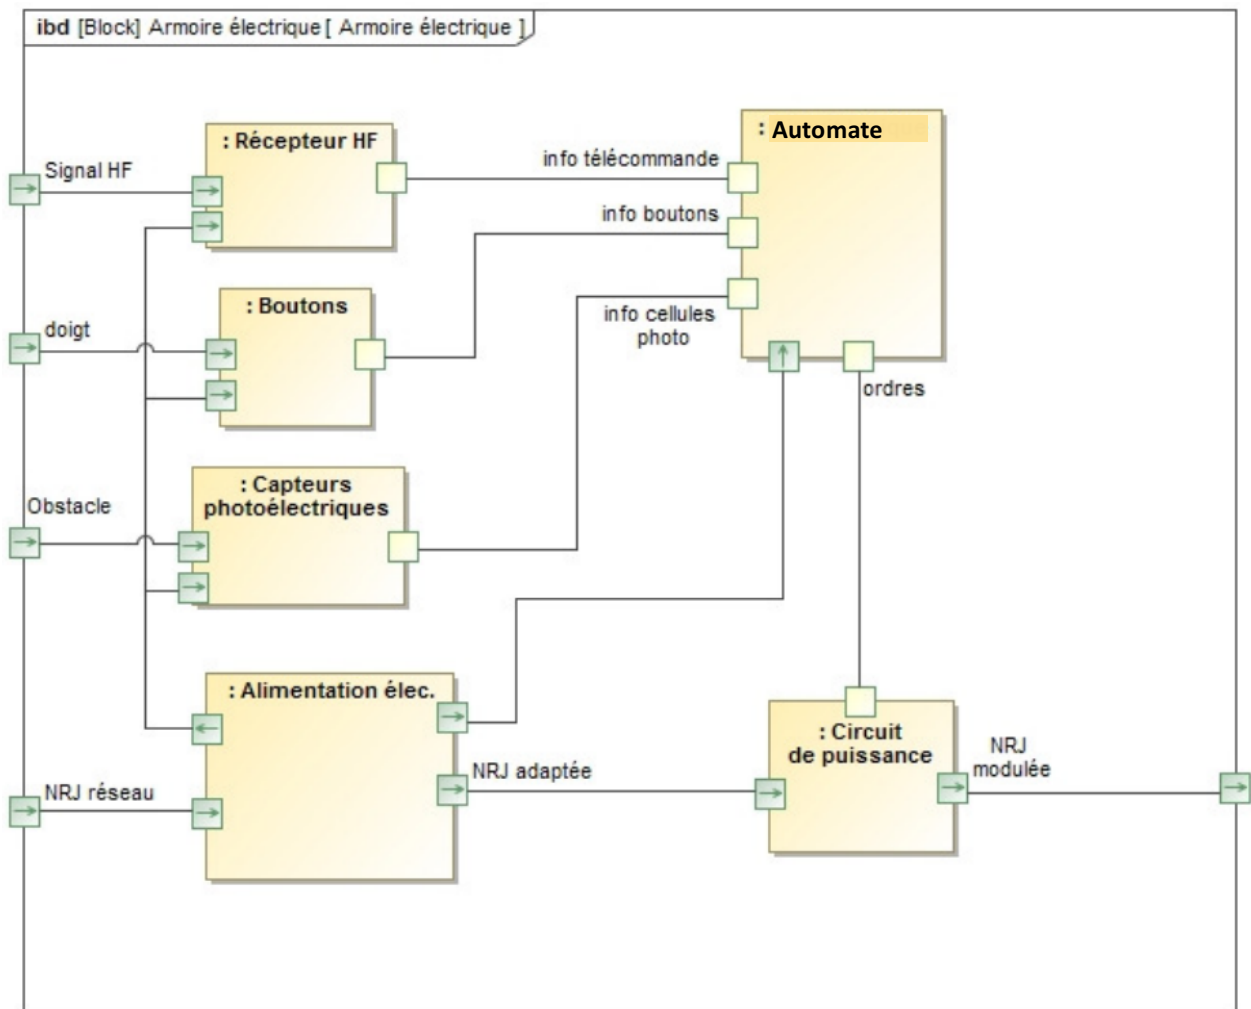 ibd [Block] Armoire électrique [ Armoire électrique ]
: Récepteur HF
: Automate
Signal HF
info télécommande
info boutons
: Boutons
doigt
info cellules
photo
ordres
: Capteurs
photoélectriques
Obstacle
: Alimentation élec.
: Circuit
de puissance
NRJ réseau
NRJ adaptée
NRJ
modulée